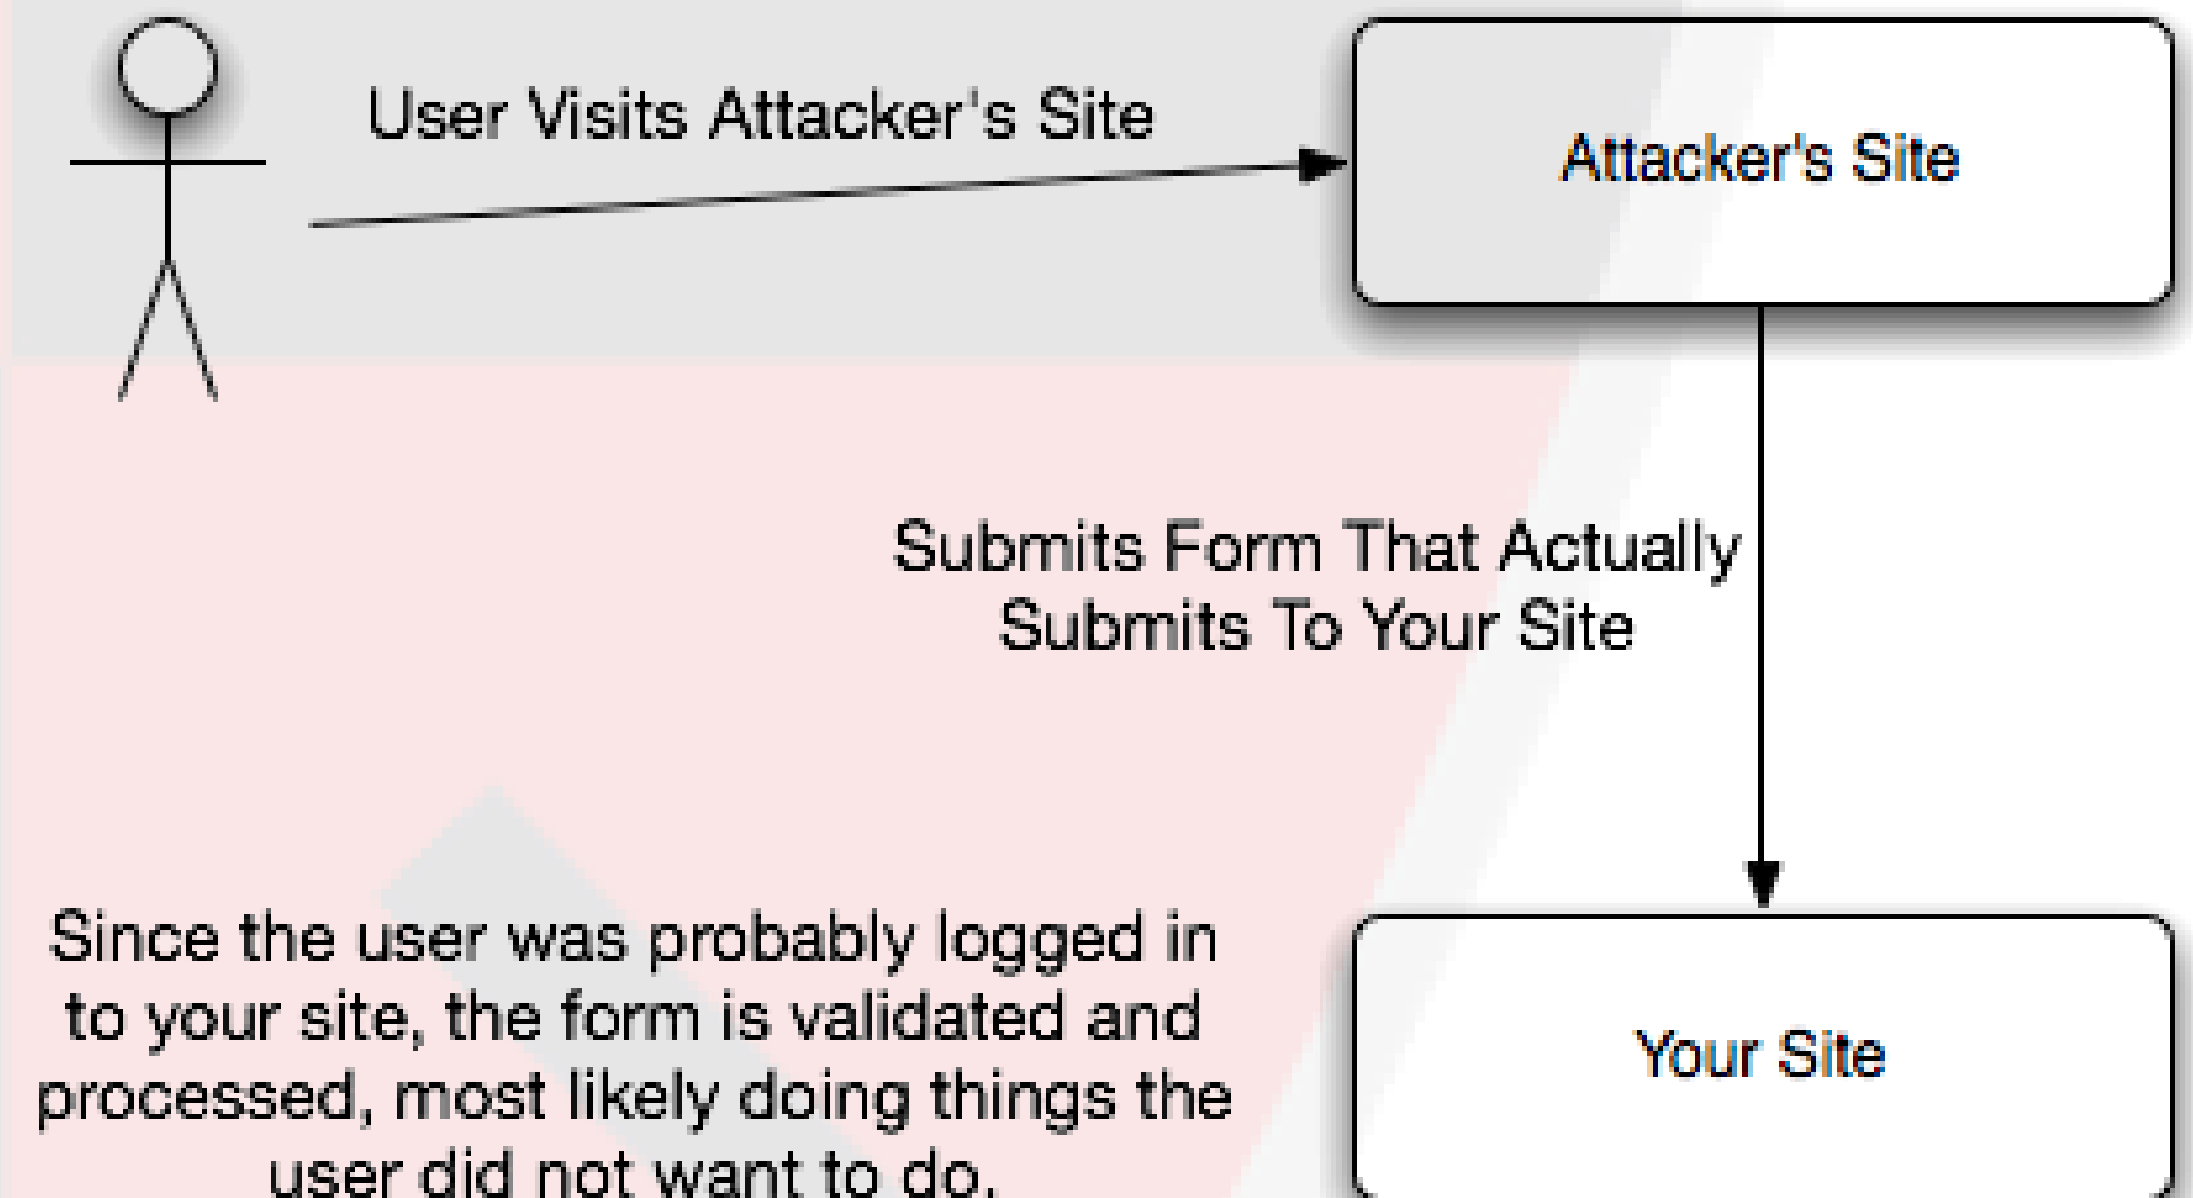 User Visits Attacker's Site
Attacker's Site
Submits Form That Actually
Submits To Your Site
Since the user was probably logged in
to your site, the form is validated and
processed, most likely doing things the
user did not want to do.
Your Site